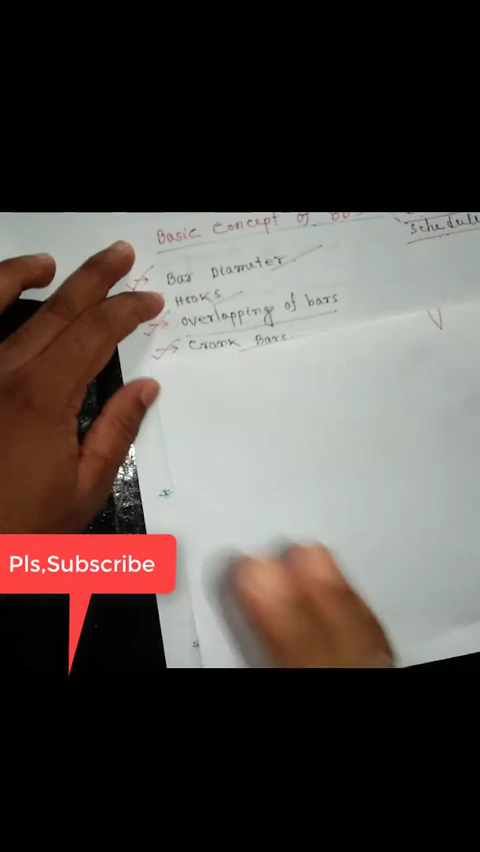 Basic Concept of
Schedule
Bar Diameter
Hooks
overlapping of bars
Crank Bars
Pls,Subscribe